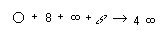 ○ + 8 + ∞ + 𝓁 → 4 ∞